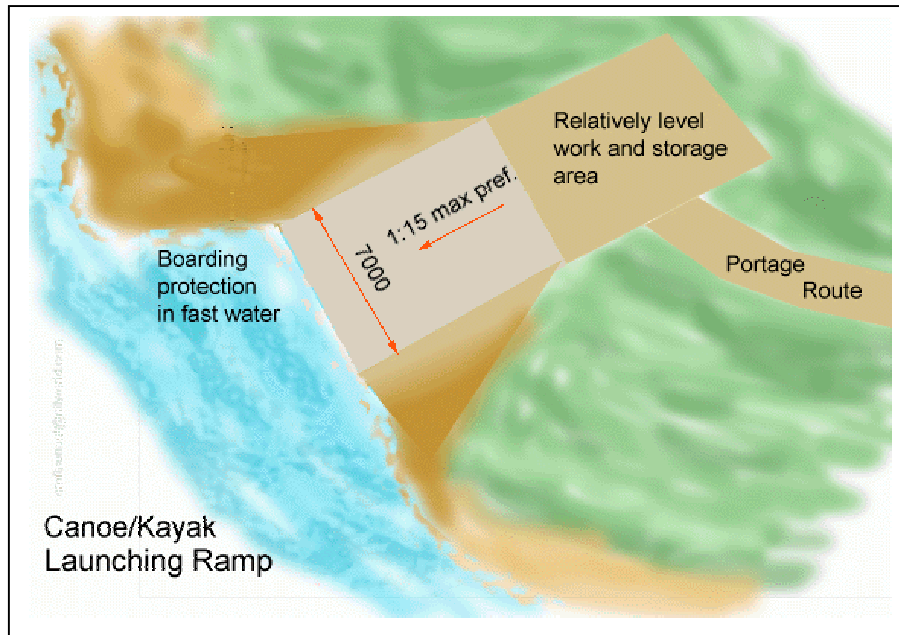 Relatively level
work and storage
area
1:15 max pref.
7000
Boarding
protection
in fast water
Portage
Route
Canoe/Kayak
Launching Ramp